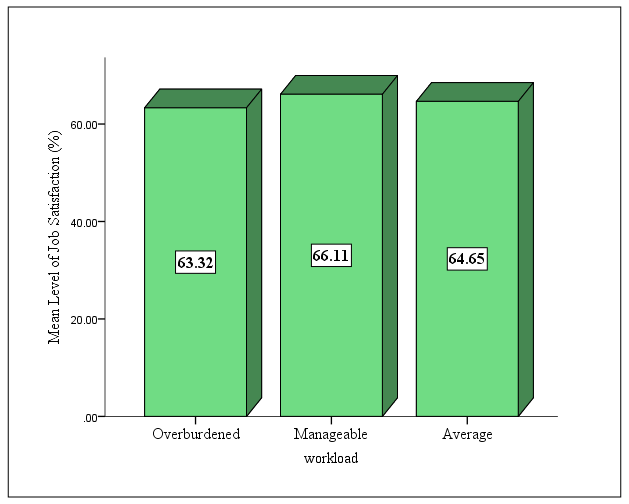 Mean Level of Job Satisfaction (%)
60.00
40.00
20.00
.00
63.32
66.11
64.65
Overburdened
Manageable
Average
workload